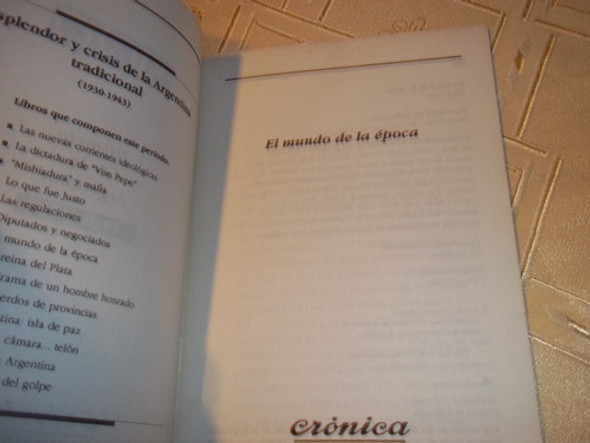 splendor y crisis de la Argentina
tradicional
(1930-1943)
Libros que componen este período
Las nuevas corrientes ideológicas
La dictadura de "Von Pepe"
"Mishiadura" y mafia
Lo que fue Justo
Las regulaciones
Diputados y negociados
mundo de la época
reina del Plata
drama de un hombre honrado
erdos de provincias
tina: isla de paz
cámara... telón
Argentina
del golpe
El mundo de la época
crónica